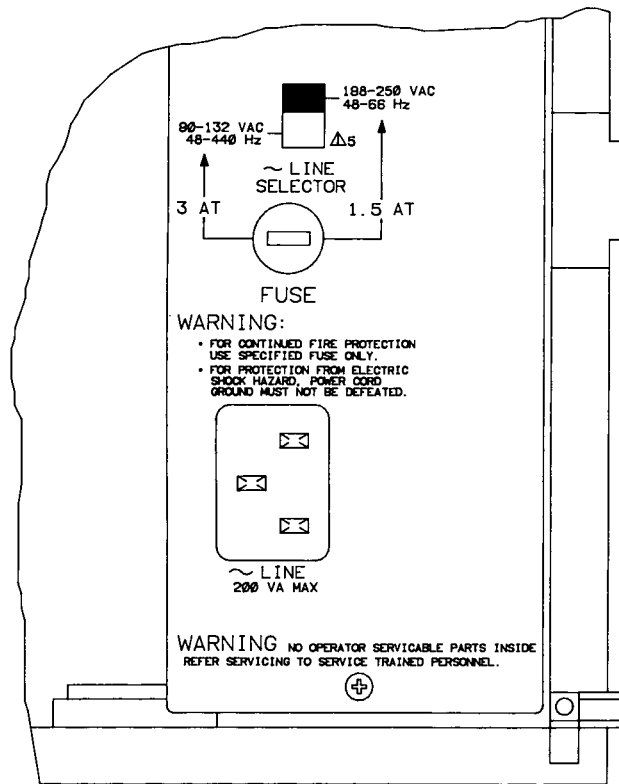 198-250 VAC
48-66 Hz
90-132 VAC
48-440 Hz
⚠5
~ LINE
SELECTOR
3 AT
1.5 AT
FUSE
WARNING:
• FOR CONTINUED FIRE PROTECTION
USE SPECIFIED FUSE ONLY.
• FOR PROTECTION FROM ELECTRIC
SHOCK HAZARD, POWER CORD
GROUND MUST NOT BE DEFEATED.
~ LINE
200 VA MAX
WARNING NO OPERATOR SERVICABLE PARTS INSIDE
REFER SERVICING TO SERVICE TRAINED PERSONNEL.